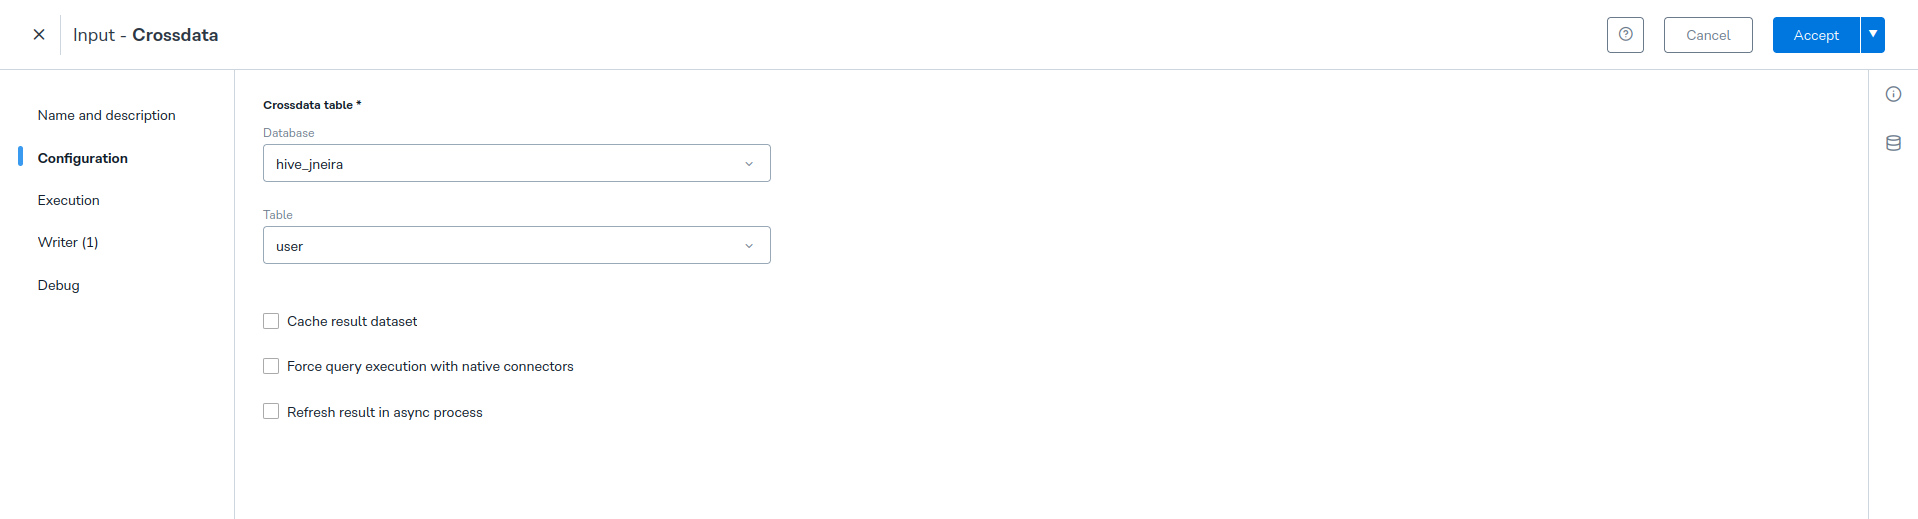 Input - Crossdata
Cancel
Accept
Name and description
Configuration
Execution
Writer (1)
Debug
Crossdata table *
Database
hive_jneira
Table
user
Cache result dataset
Force query execution with native connectors
Refresh result in async process